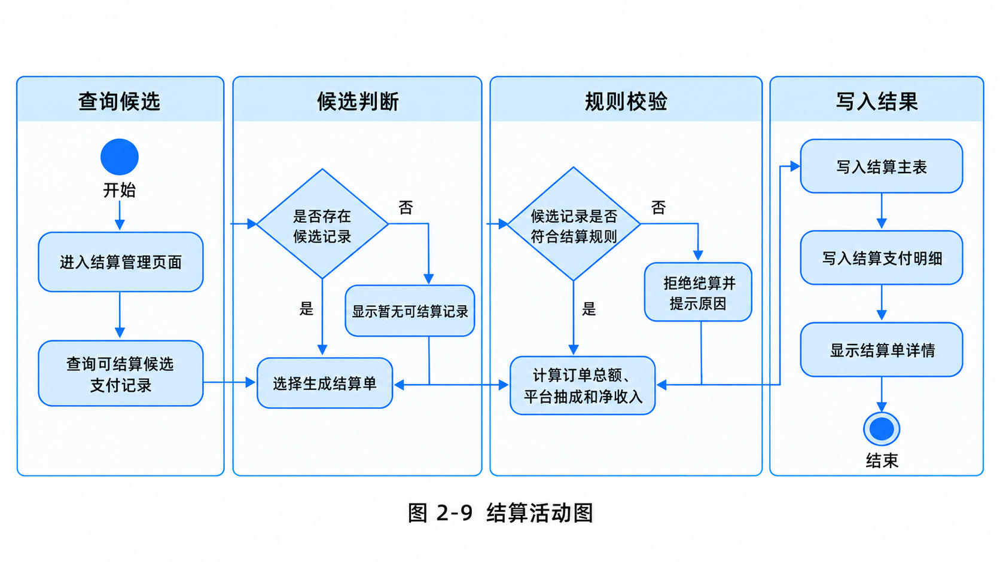 查询候选
开始
进入结算管理页面
查询可结算候选
支付记录
候选判断
是否存在
候选记录
否
是
显示暂无可结算记录
选择生成结算单
规则校验
候选记录是否
符合结算规则
否
是
拒绝结算并
提示原因
计算订单总额、
平台抽成和净收入
写入结果
写入结算主表
写入结算支付明细
显示结算单详情
结束
图 2-9 结算活动图